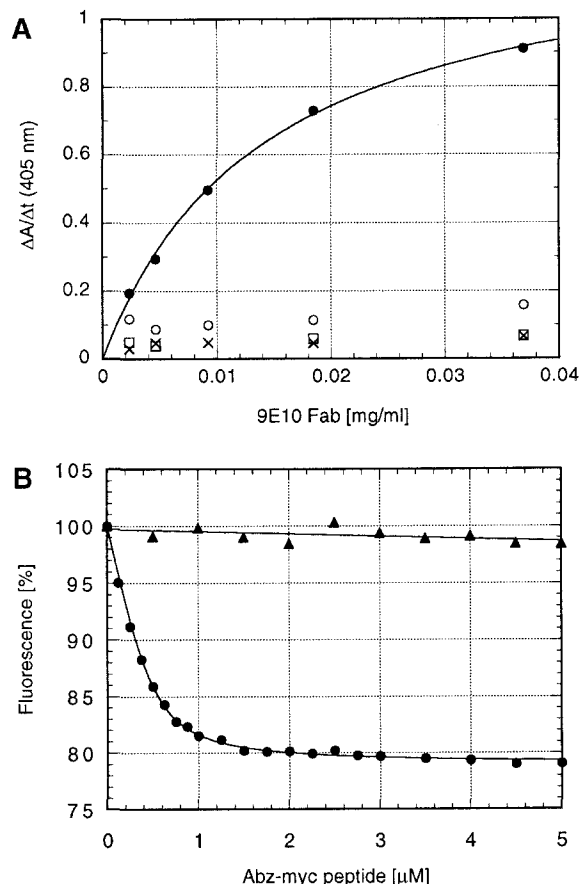 A
1
0.8
0.6
0.4
0.2
0
ΔA/Δt (405 nm)
0 0.01 0.02 0.03 0.04
9E10 Fab [mg/ml]
B
105
100
95
90
85
80
75
Fluorescence [%]
0 1 2 3 4 5
Abz-myc peptide [μM]